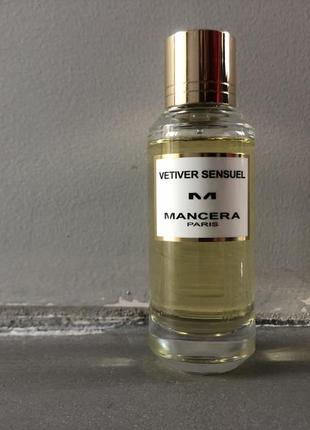 VETIVER SENSUEL
M
MANCERA
PARIS